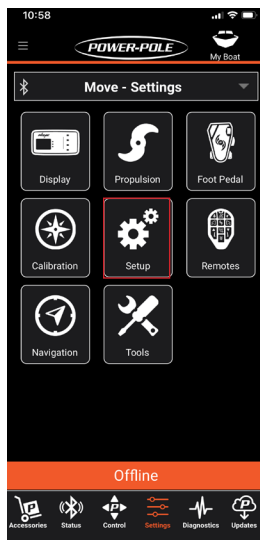 10:58
POWER-POLE
My Boat
Move - Settings
Display
Propulsion
Foot Pedal
Calibration
Setup
Remotes
Navigation
Tools
Offline
P
P
P
Accessories
Status
Control
Settings
Diagnostics
Updates